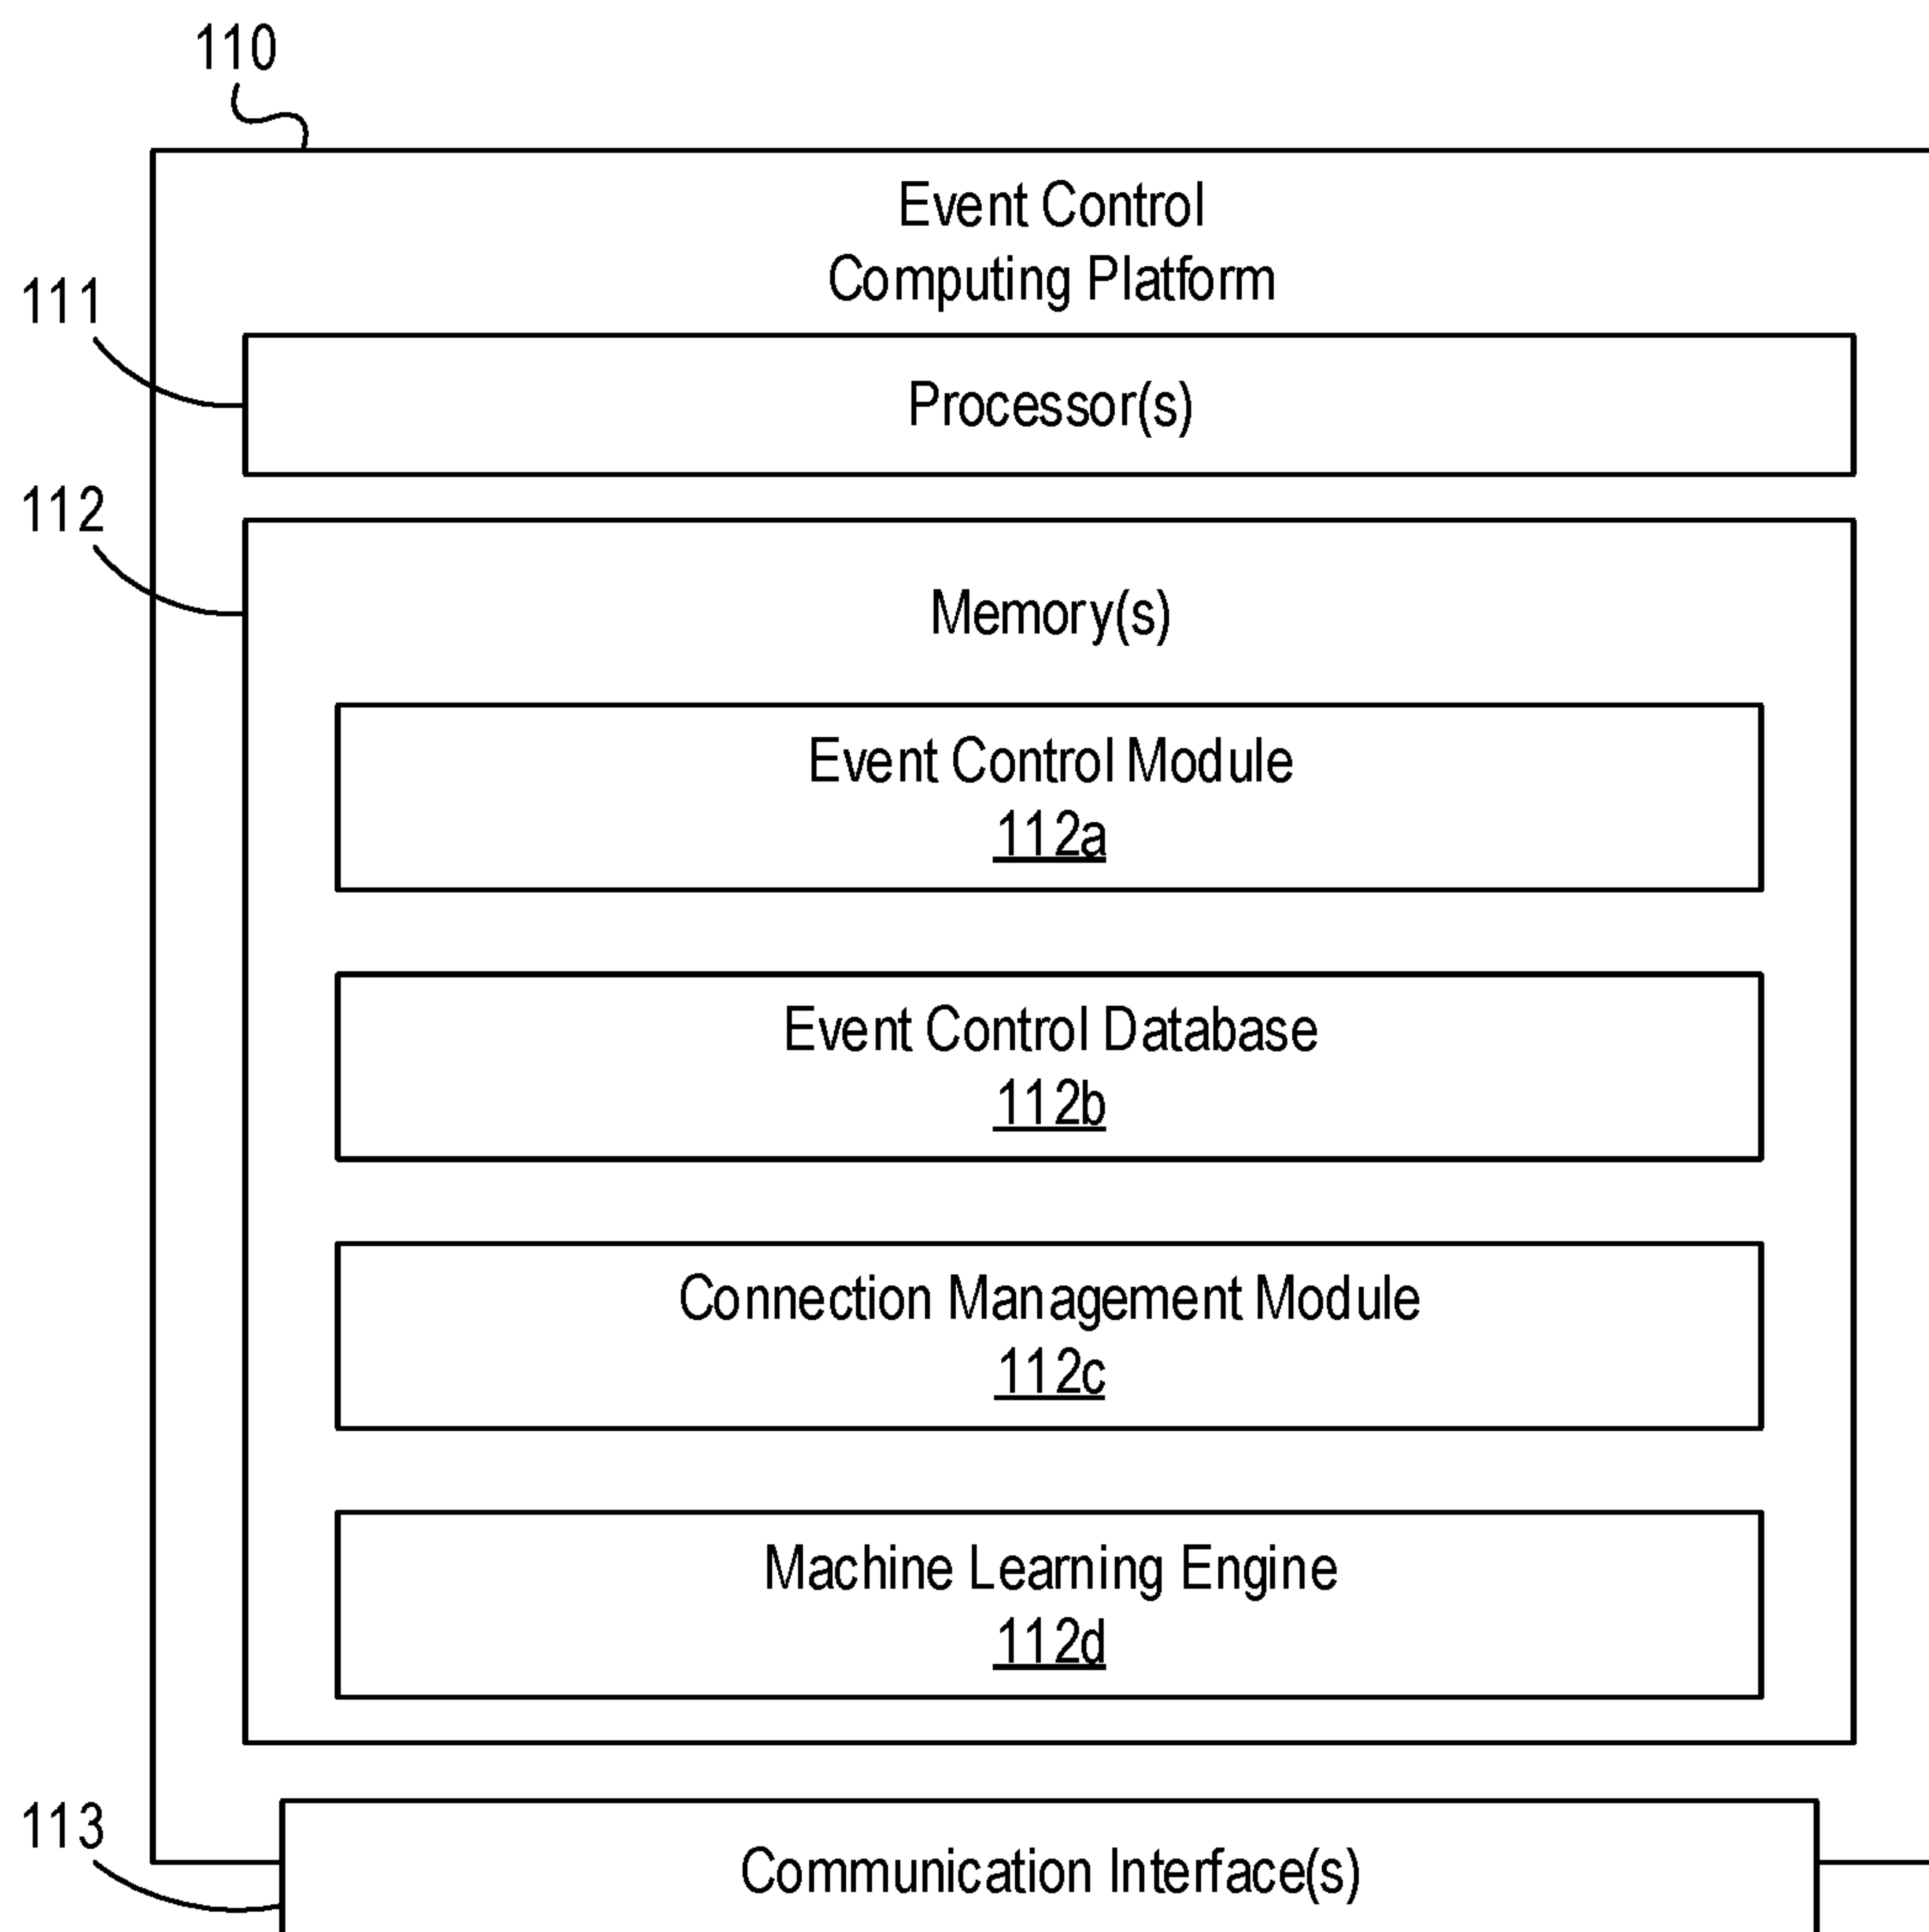 110
Event Control
Computing Platform
111
Processor(s)
112
Memory(s)
Event Control Module
112a
Event Control Database
112b
Connection Management Module
112c
Machine Learning Engine
112d
113
Communication Interface(s)